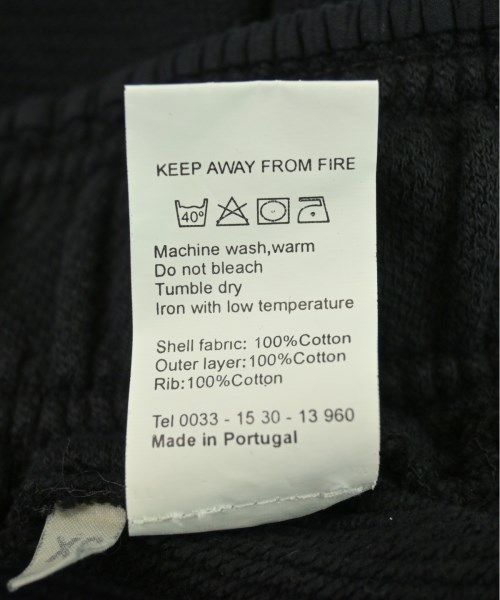 KEEP AWAY FROM FIRE
40°
Machine wash,warm
Do not bleach
Tumble dry
Iron with low temperature
Shell fabric: 100%Cotton
Outer layer:100%Cotton
Rib:100%Cotton
Tel 0033 - 15 30 - 13 960
Made in Portugal